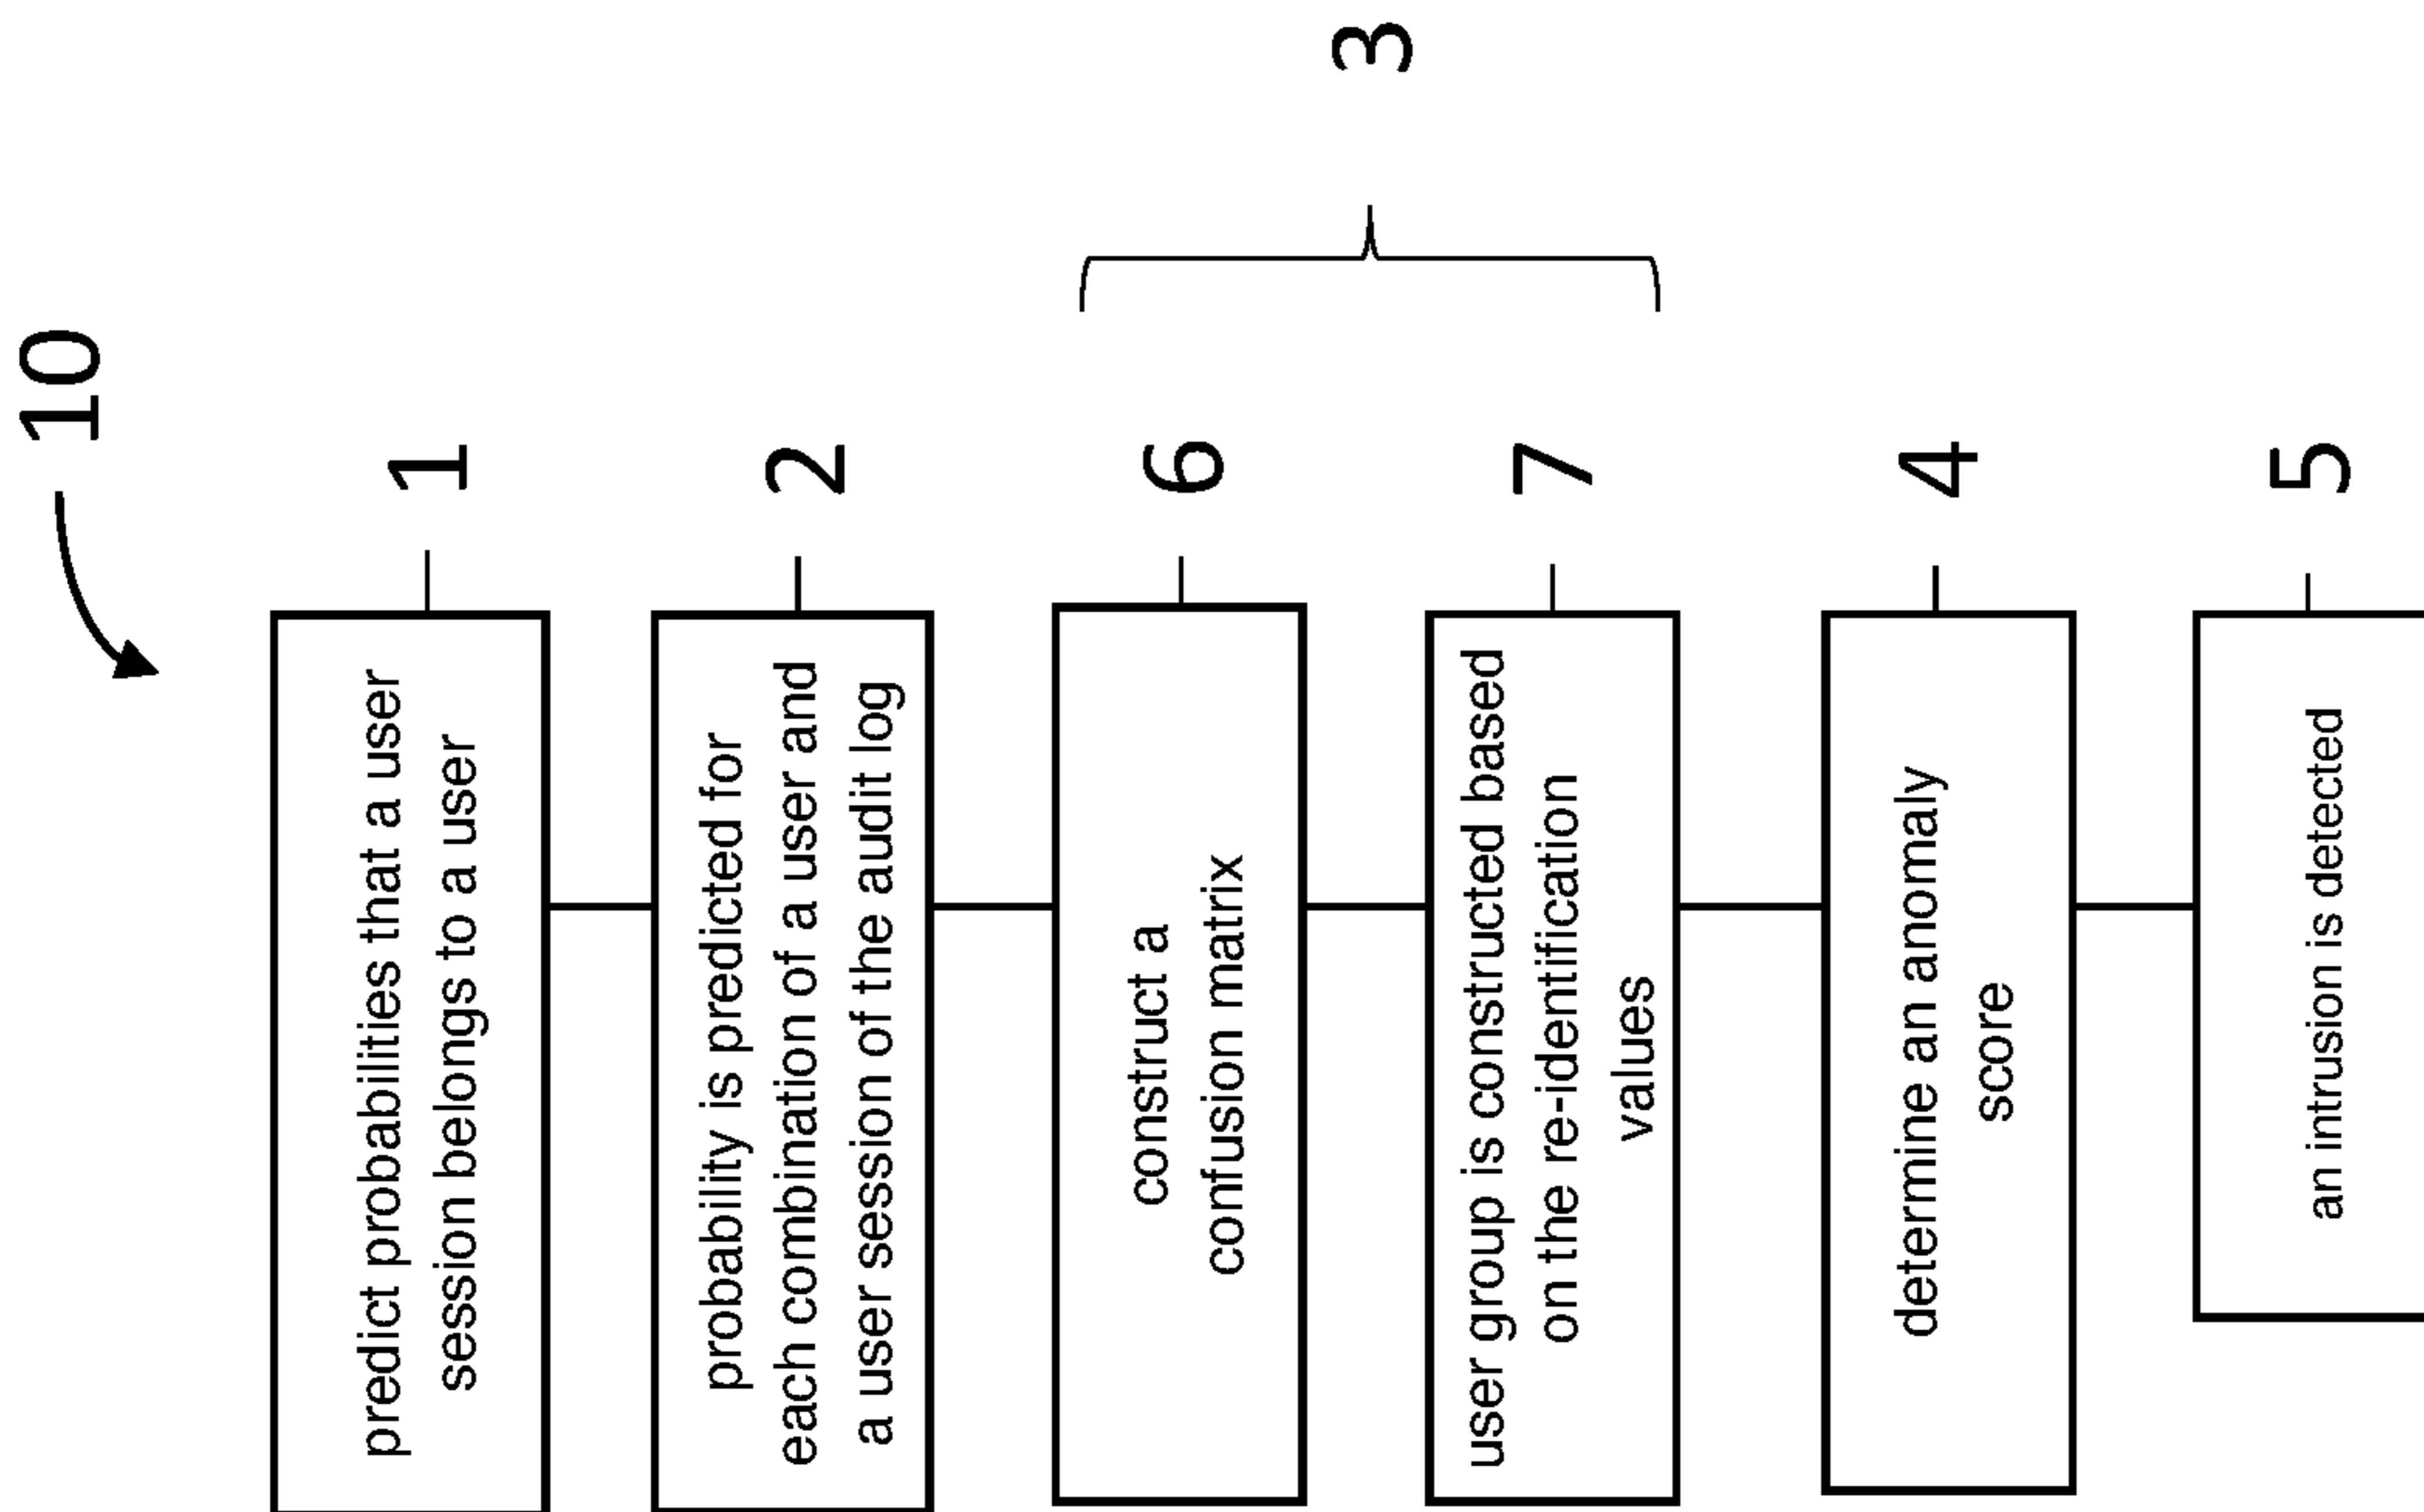 10
predict probabilities that a user
session belongs to a user
1
probability is predicted for
each combination of a user and
a user session of the audit log
2
construct a
confusion matrix
6
user group is constructed based
on the re-identification
values
7
3
determine an anomaly
score
4
an intrusion is detected
5